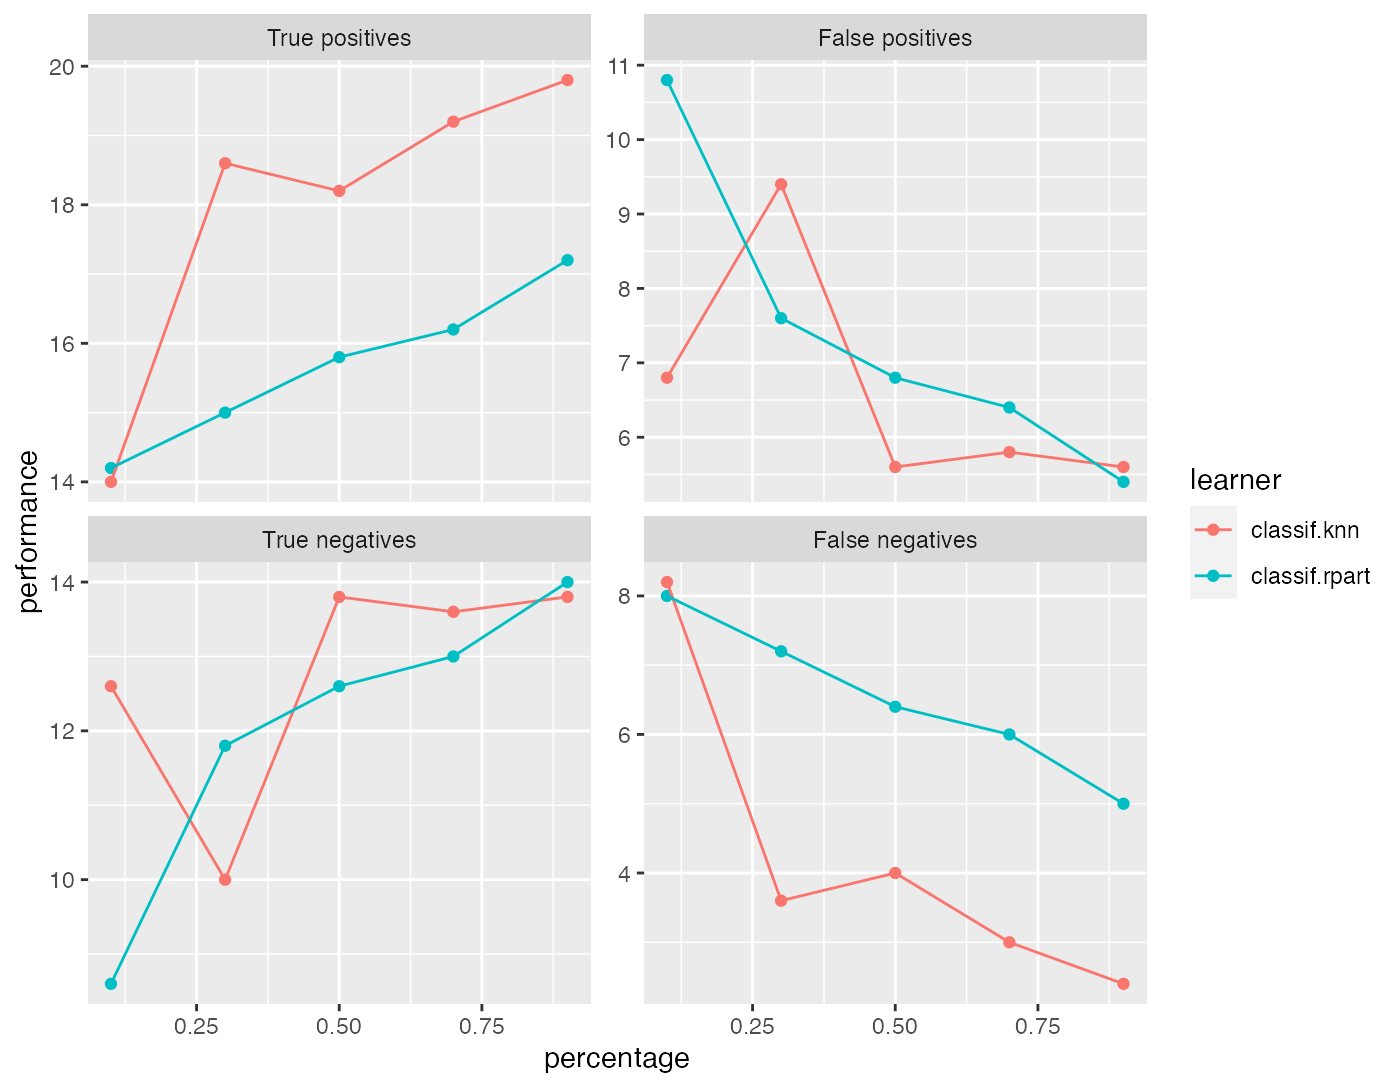 True positives
False positives
20
18
16
14
11
10
9
8
7
6
performance
True negatives
False negatives
14
12
10
8
6
4
0.25 0.50 0.75
0.25 0.50 0.75
percentage
learner
classif.knn
classif.rpart